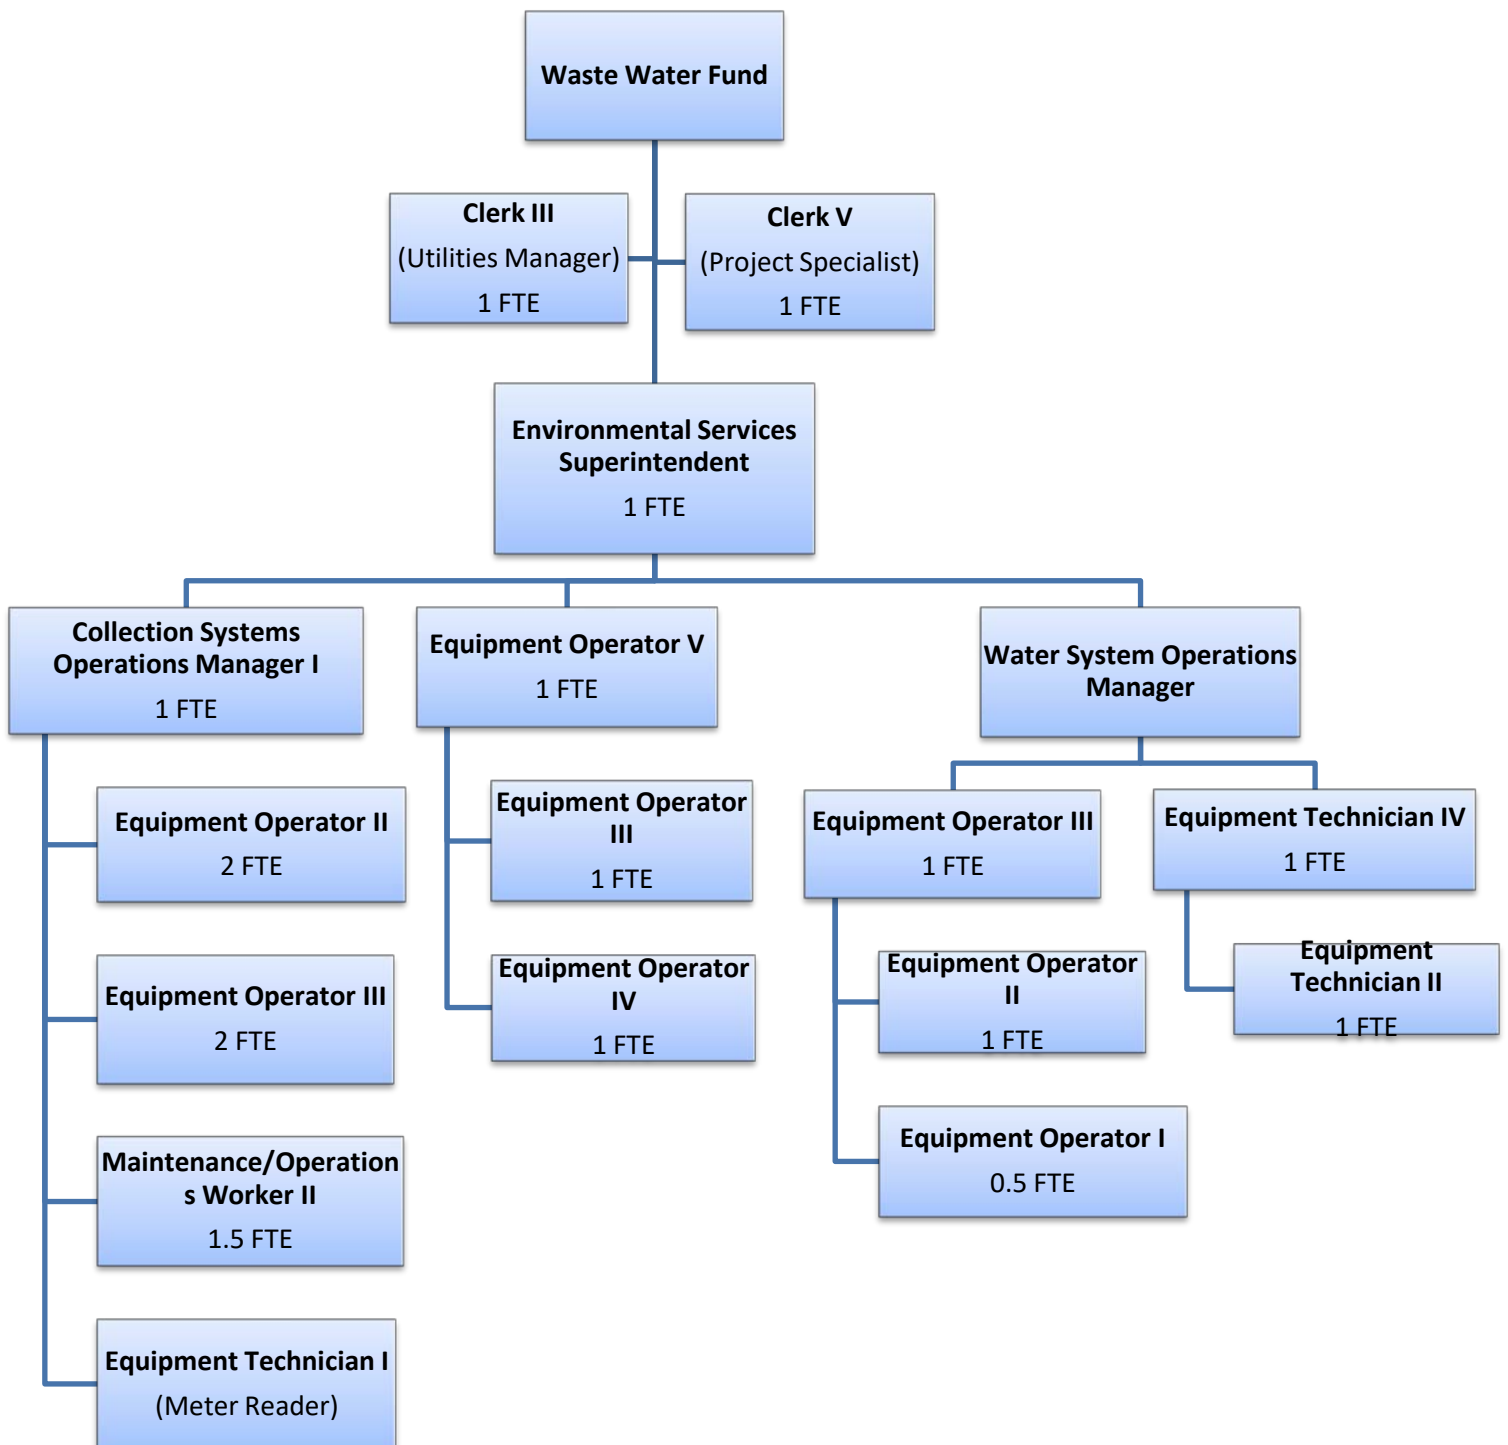 Waste Water Fund
Clerk III
(Utilities Manager)
1 FTE
Clerk V
(Project Specialist)
1 FTE
Environmental Services
Superintendent
1 FTE
Collection Systems
Operations Manager I
1 FTE
Equipment Operator V
1 FTE
Water System Operations
Manager
Equipment Operator II
2 FTE
Equipment Operator III
2 FTE
Maintenance/Operation
s Worker II
1.5 FTE
Equipment Technician I
(Meter Reader)
Equipment Operator
III
1 FTE
Equipment Operator
IV
1 FTE
Equipment Operator III
1 FTE
Equipment Operator
II
1 FTE
Equipment Operator I
0.5 FTE
Equipment Technician IV
1 FTE
Equipment
Technician II
1 FTE